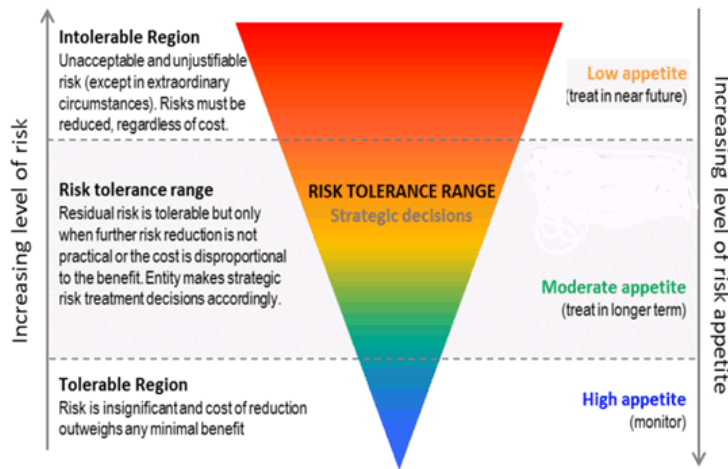 Increasing level of risk
Intolerable Region
Unacceptable and unjustifiable
risk (except in extraordinary
circumstances). Risks must be
reduced, regardless of cost.
Risk tolerance range
Residual risk is tolerable but only
when further risk reduction is not
practical or the cost is disproportional
to the benefit. Entity makes strategic
risk treatment decisions accordingly.
Tolerable Region
Risk is insignificant and cost of reduction
outweighs any minimal benefit
RISK TOLERANCE RANGE
Strategic decisions
Low appetite
(treat in near future)
Moderate appetite
(treat in longer term)
High appetite
(monitor)
Increasing level of risk appetite